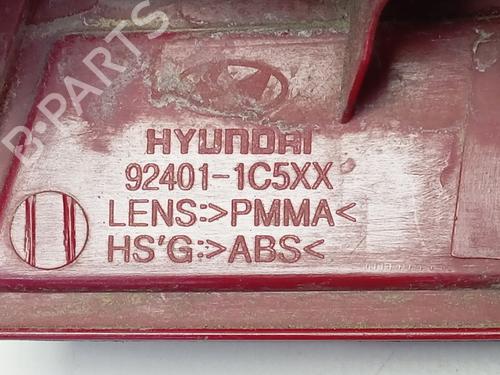 B-PARTS
HYUNDAI
92401-1C5XX
LENS:>PMMA<
HS'G:>ABS<